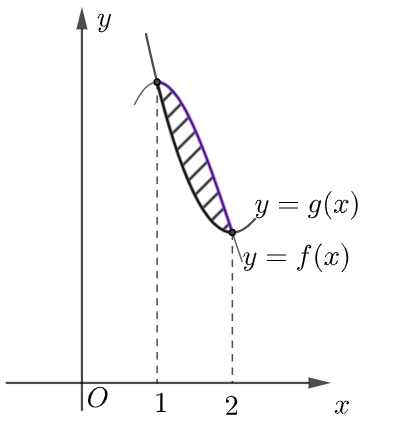 y
y = g(x)
y = f(x)
O
1
2
x